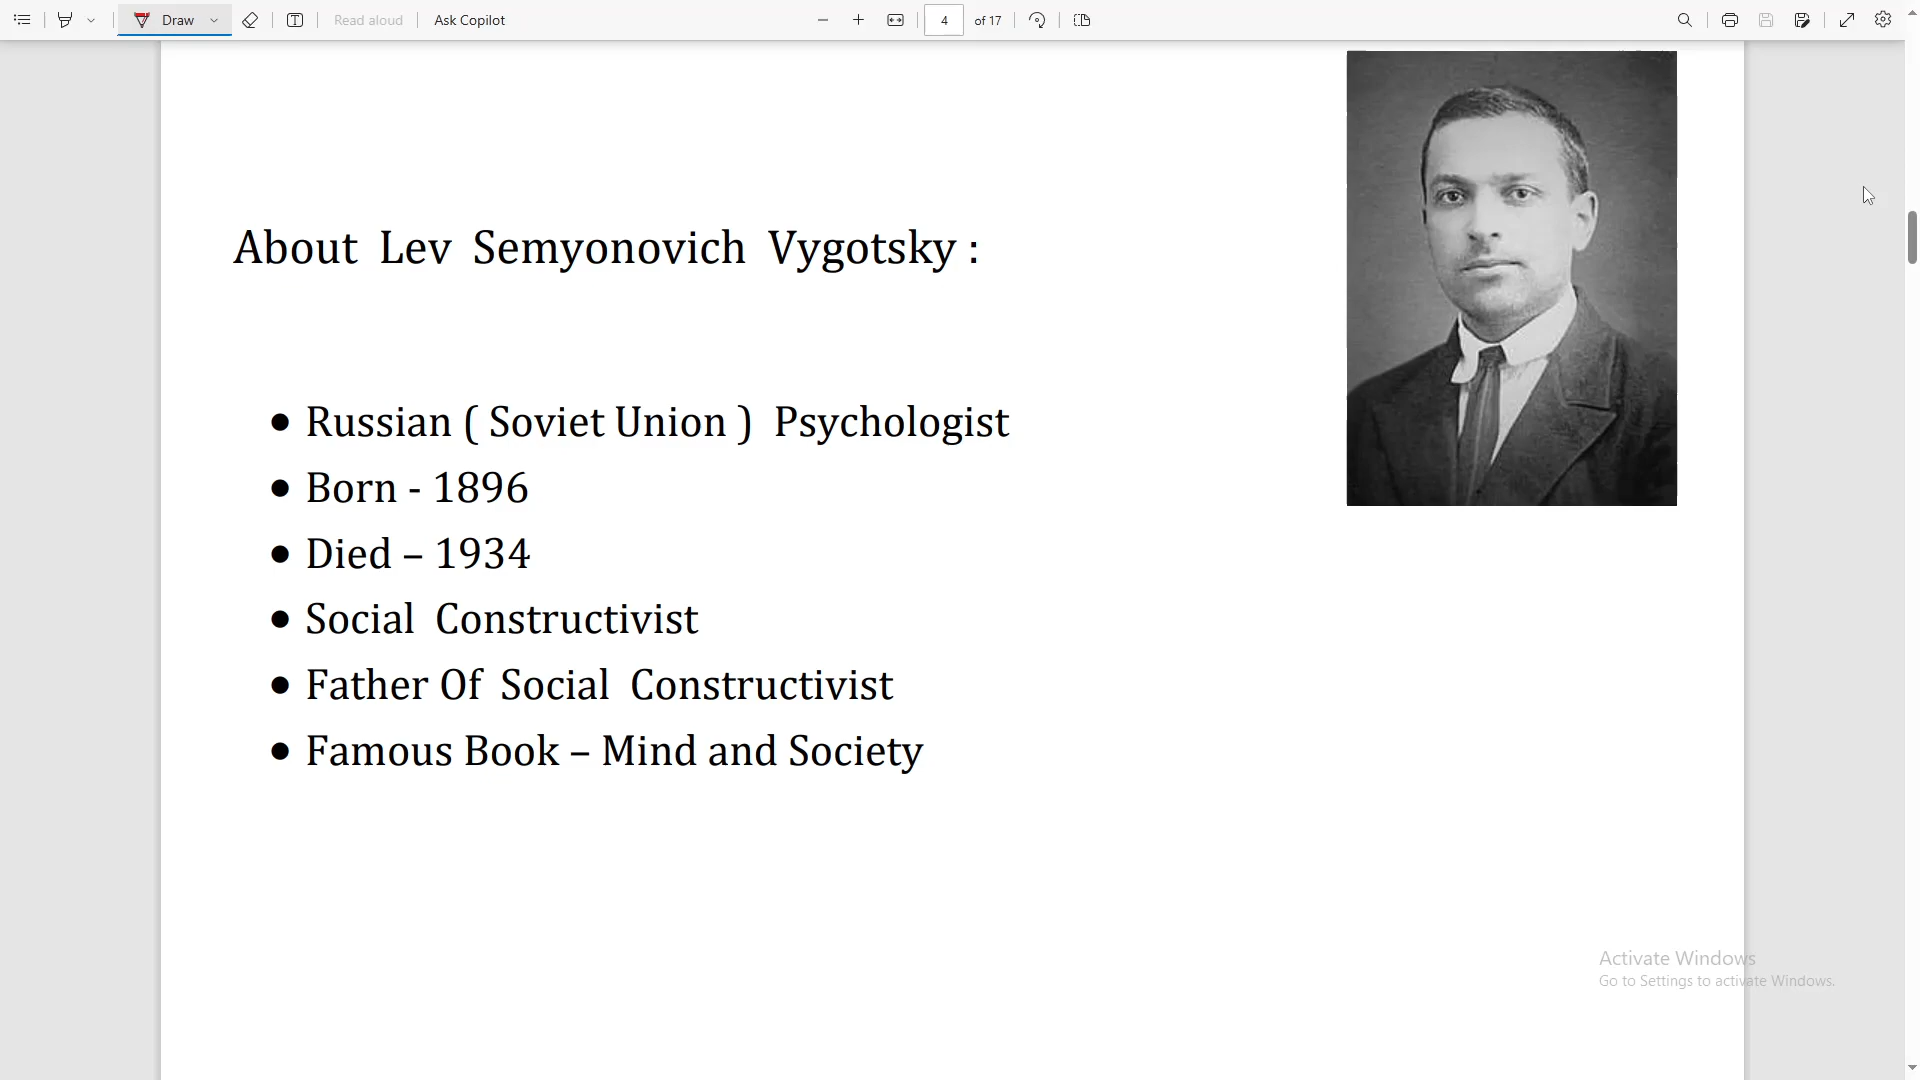 Draw
Read aloud
Ask Copilot
4 of 17
About Lev Semyonovich Vygotsky :
• Russian ( Soviet Union ) Psychologist
• Born - 1896
• Died – 1934
• Social Constructivist
• Father Of Social Constructivist
• Famous Book – Mind and Society
Activate Windows
Go to Settings to activate Windows.